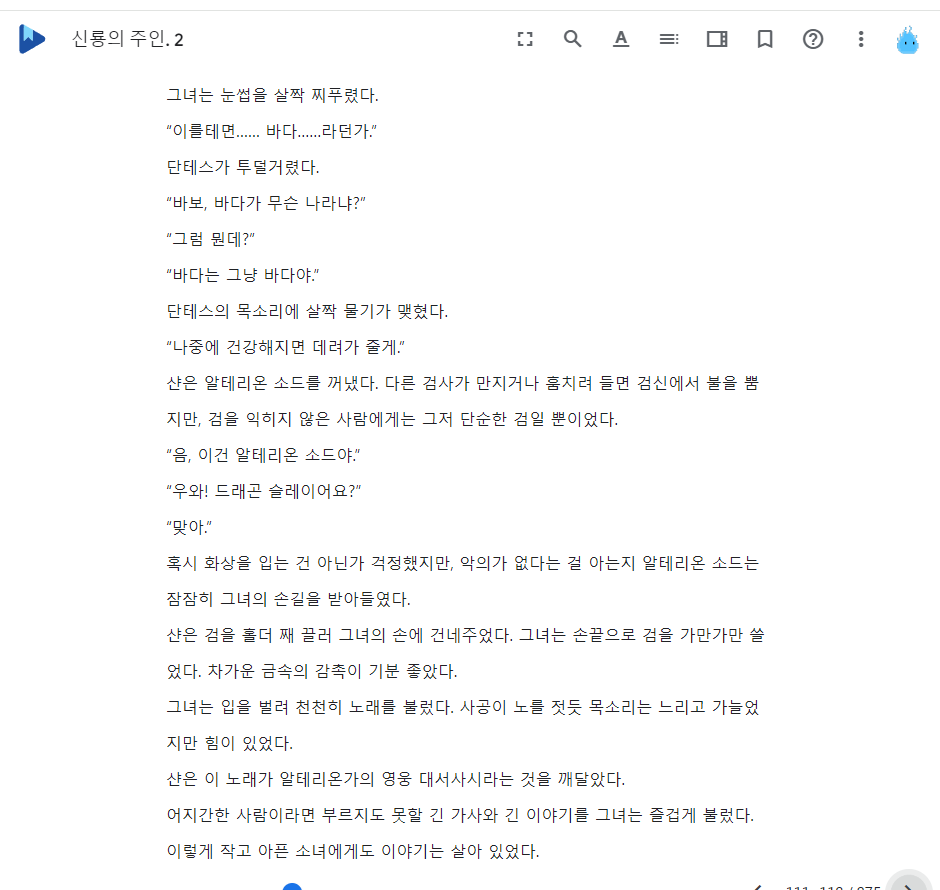 신룡의 주인. 2
그녀는 눈썹을 살짝 찌푸렸다.
“이를테면…… 바다……라던가.”
단테스가 투덜거렸다.
“바보, 바다가 무슨 나라냐?”
“그럼 뭔데?”
“바다는 그냥 바다야.”
단테스의 목소리에 살짝 물기가 맺혔다.
“나중에 건강해지면 데려가 줄게.”
샨은 알테리온 소드를 꺼냈다. 다른 검사가 만지거나 훔치려 들면 검신에서 불을 뿜
지만, 검을 익히지 않은 사람에게는 그저 단순한 검일 뿐이었다.
“음, 이건 알테리온 소드야.”
“우와! 드래곤 슬레이어요?”
“맞아.”
혹시 화상을 입는 건 아닌가 걱정했지만, 악의가 없다는 걸 아는지 알테리온 소드는
잠잠히 그녀의 손길을 받아들였다.
샨은 검을 홀더 째 끌러 그녀의 손에 건네주었다. 그녀는 손끝으로 검을 가만가만 쓸
었다. 차가운 금속의 감촉이 기분 좋았다.
그녀는 입을 벌려 천천히 노래를 불렀다. 사공이 노를 젓듯 목소리는 느리고 가늘었
지만 힘이 있었다.
샨은 이 노래가 알테리온가의 영웅 대서사시라는 것을 깨달았다.
어지간한 사람이라면 부르지도 못할 긴 가사와 긴 이야기를 그녀는 즐겁게 불렀다.
이렇게 작고 아픈 소녀에게도 이야기는 살아 있었다.